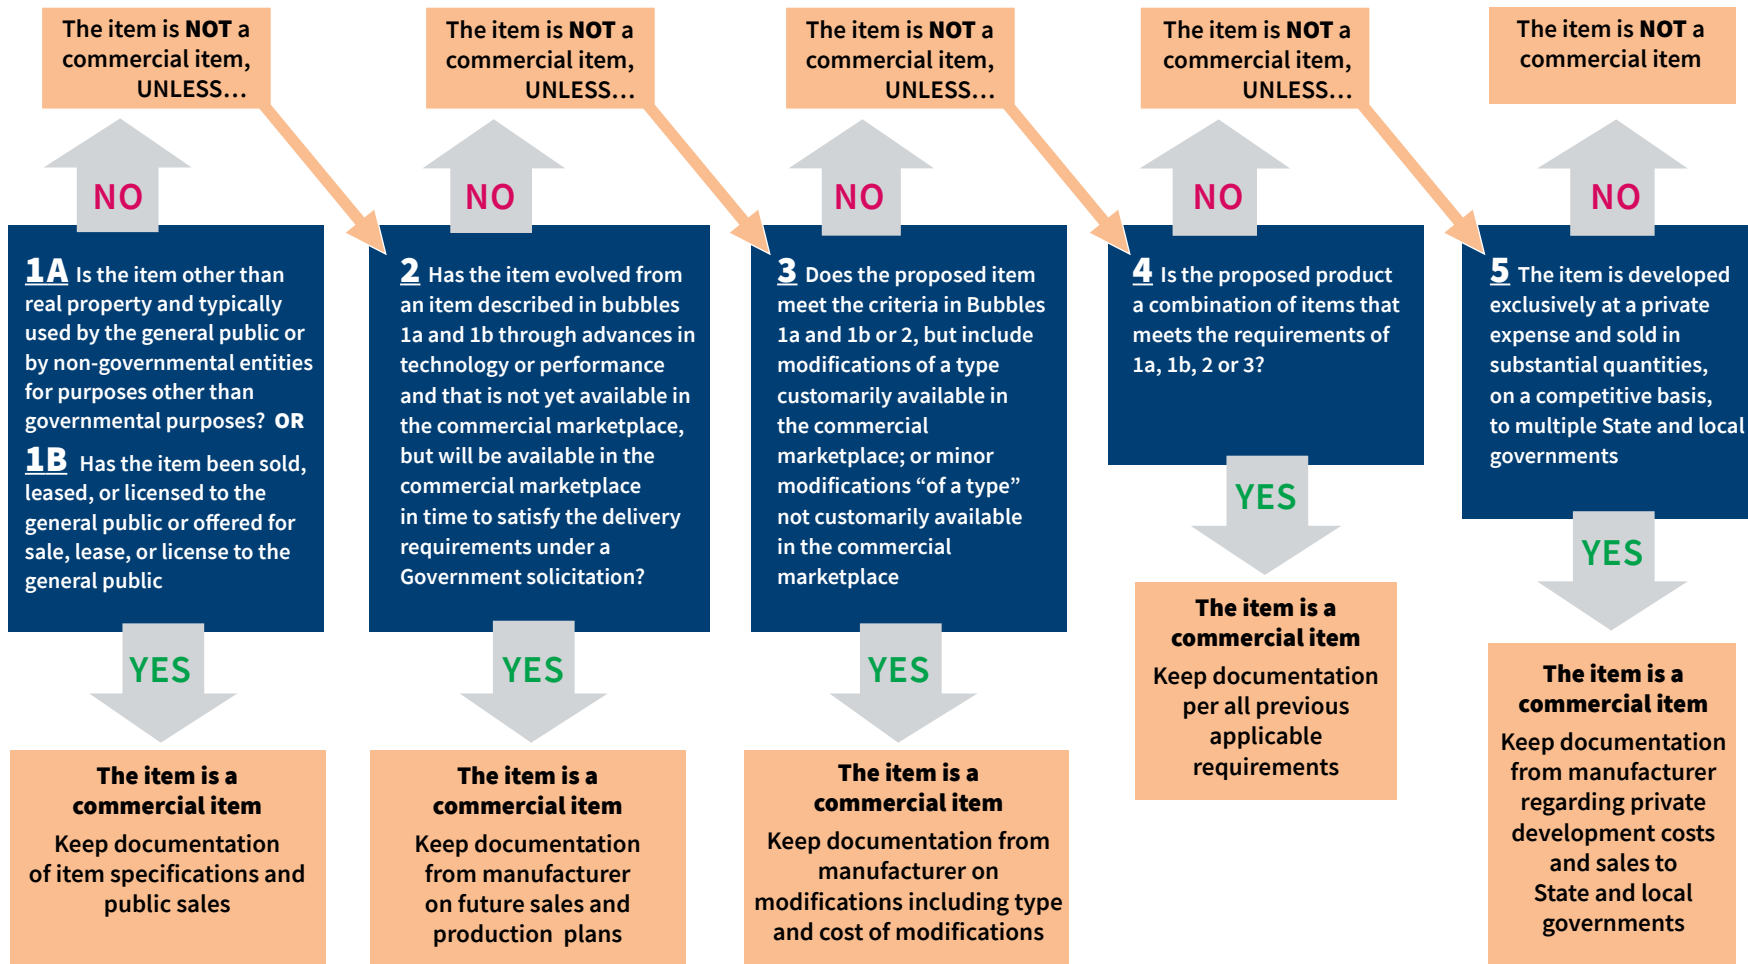 The item is NOT a
commercial item,
UNLESS…
The item is NOT a
commercial item,
UNLESS…
The item is NOT a
commercial item,
UNLESS…
The item is NOT a
commercial item,
UNLESS…
The item is NOT a
commercial item
NO
NO
NO
NO
NO
1A Is the item other than
real property and typically
used by the general public or
by non-governmental entities
for purposes other than
governmental purposes? OR
1B Has the item been sold,
leased, or licensed to the
general public or offered for
sale, lease, or license to the
general public
2 Has the item evolved from
an item described in bubbles
1a and 1b through advances in
technology or performance
and that is not yet available in
the commercial marketplace,
but will be available in the
commercial marketplace
in time to satisfy the delivery
requirements under a
Government solicitation?
3 Does the proposed item
meet the criteria in Bubbles
1a and 1b or 2, but include
modifications of a type
customarily available in
the commercial
marketplace; or minor
modifications “of a type”
not customarily available
in the commercial
marketplace
4 Is the proposed product
a combination of items that
meets the requirements of
1a, 1b, 2 or 3?
5 The item is developed
exclusively at a private
expense and sold in
substantial quantities,
on a competitive basis,
to multiple State and local
governments
YES
YES
YES
YES
YES
The item is a
commercial item
Keep documentation
of item specifications and
public sales
The item is a
commercial item
Keep documentation
from manufacturer
on future sales and
production plans
The item is a
commercial item
Keep documentation from
manufacturer on
modifications including type
and cost of modifications
The item is a
commercial item
Keep documentation
per all previous
applicable
requirements
The item is a
commercial item
Keep documentation
from manufacturer
regarding private
development costs
and sales to
State and local
governments